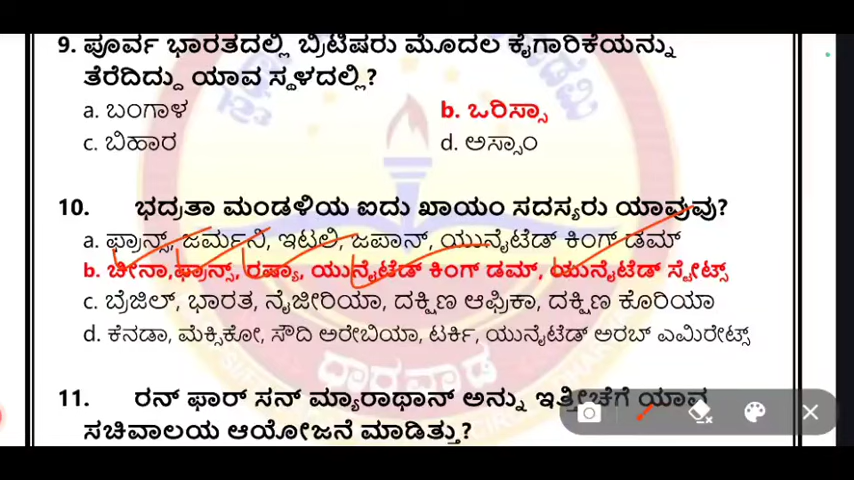 9. ಪೂರ್ವ ಭಾರತದಲ್ಲಿ ಬ್ರಿಟಿಷರು ಮೊದಲ ಕೈಗಾರಿಕೆಯನ್ನು
ತೆರೆದಿದ್ದು ಯಾವ ಸ್ಥಳದಲ್ಲಿ?
a. ಬಂಗಾಳ b. ಒರಿಸ್ಸಾ
c. ಬಿಹಾರ d. ಅಸ್ಸಾಂ
10. ಭದ್ರತಾ ಮಂಡಳಿಯ ಐದು ಖಾಯಂ ಸದಸ್ಯರು ಯಾವುವು?
a. ಫ್ರಾನ್ಸ್, ಜರ್ಮನಿ, ಇಟಲಿ, ಜಪಾನ್, ಯುನೈಟೆಡ್ ಕಿಂಗ್ ಡಮ್
b. ಚೀನಾ,ಫ್ರಾನ್ಸ್, ರಷ್ಯಾ, ಯುನೈಟೆಡ್ ಕಿಂಗ್ ಡಮ್, ಯುನೈಟೆಡ್ ಸ್ಟೇಟ್ಸ್
c. ಬ್ರೆಜಿಲ್, ಭಾರತ, ನೈಜೀರಿಯಾ, ದಕ್ಷಿಣ ಆಫ್ರಿಕಾ, ದಕ್ಷಿಣ ಕೊರಿಯಾ
d. ಕೆನಡಾ, ಮೆಕ್ಸಿಕೋ, ಸೌದಿ ಅರೇಬಿಯಾ, ಟರ್ಕಿ, ಯುನೈಟೆಡ್ ಅರಬ್ ಎಮಿರೇಟ್ಸ್
ಧಾರವಾಡ
11. ರನ್ ಫಾರ್ ಸನ್ ಮ್ಯಾರಾಥಾನ್ ಅನ್ನು ಇತ್ತೀಚೆಗೆ ಯಾವ
ಸಚಿವಾಲಯ ಆಯೋಜನೆ ಮಾಡಿತ್ತು?